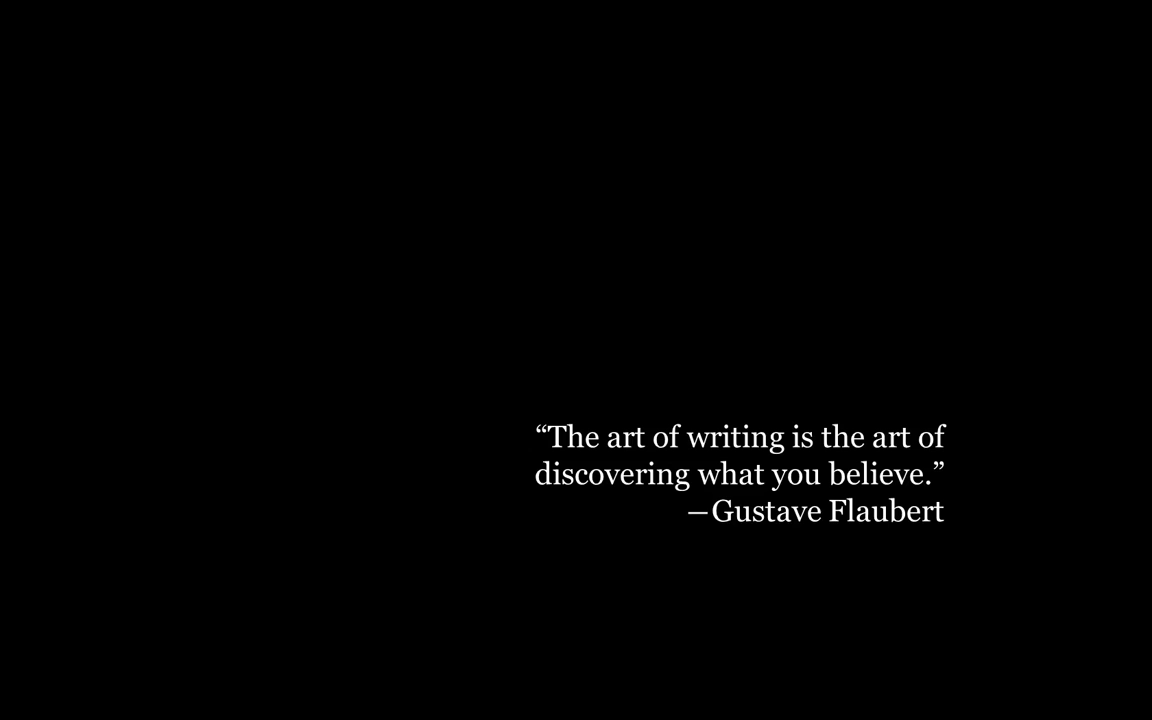 “The art of writing is the art of
discovering what you believe.”
—Gustave Flaubert